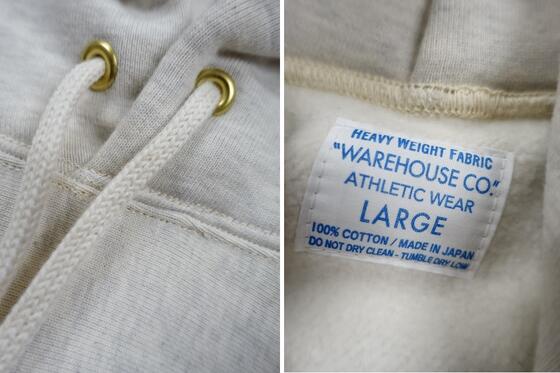 HEAVY WEIGHT FABRIC
"WAREHOUSE CO."
ATHLETIC WEAR
LARGE
100% COTTON / MADE IN JAPAN
DO NOT DRY CLEAN - TUMBLE DRY LOW